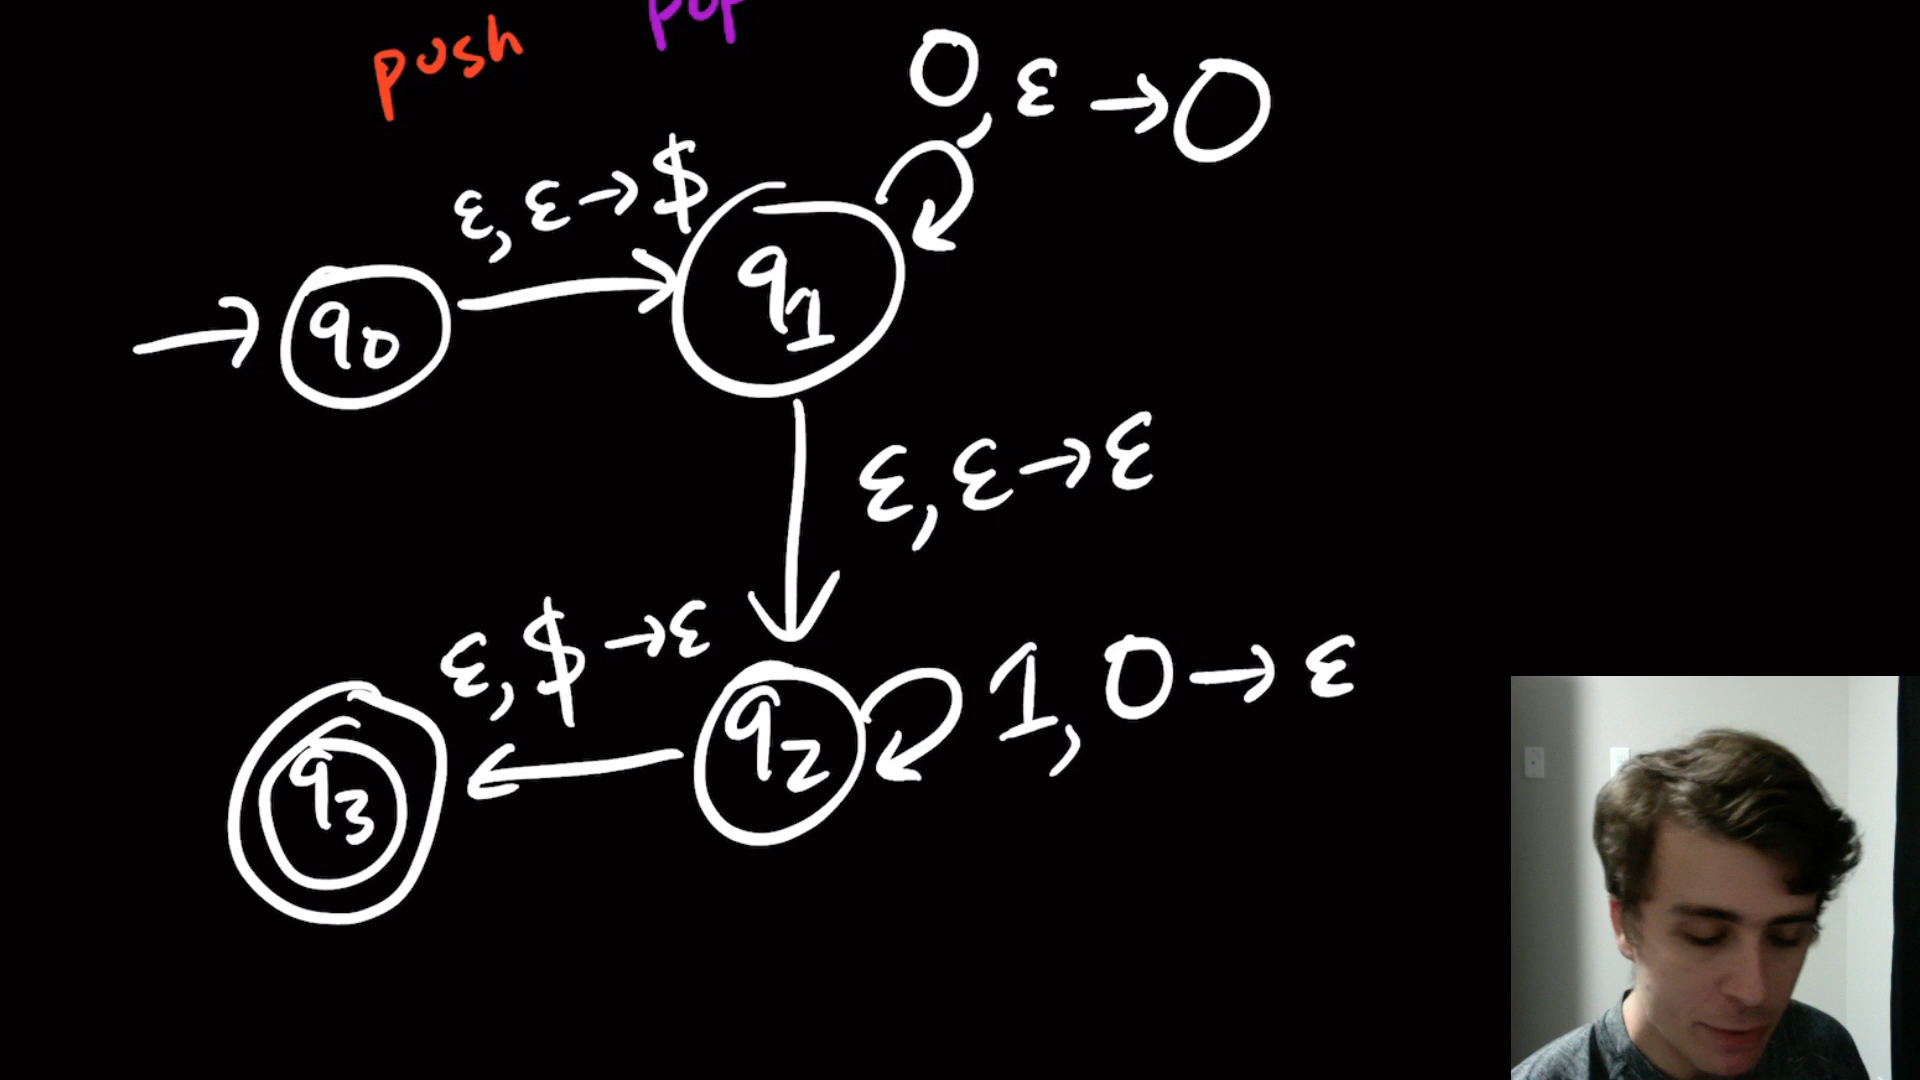 push
pop
0, ε → 0
ε, ε → $
q1
q0
ε, ε → ε
ε, $ → ε
1, 0 → ε
q2
q3